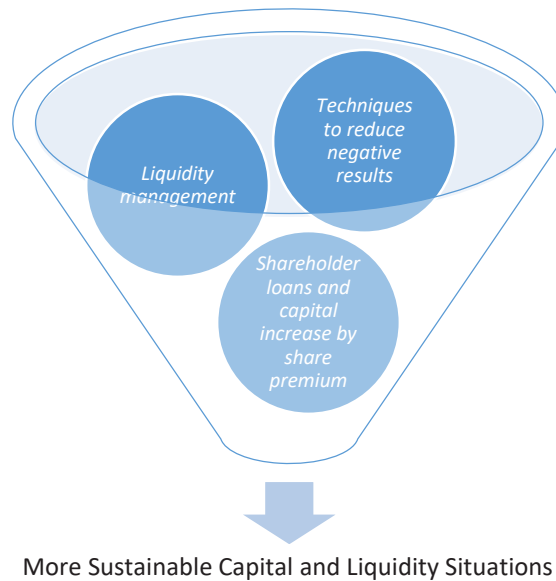 Techniques
to reduce
negative
results
Liquidity
management
Shareholder
loans and
capital
increase by
share
premium
More Sustainable Capital and Liquidity Situations